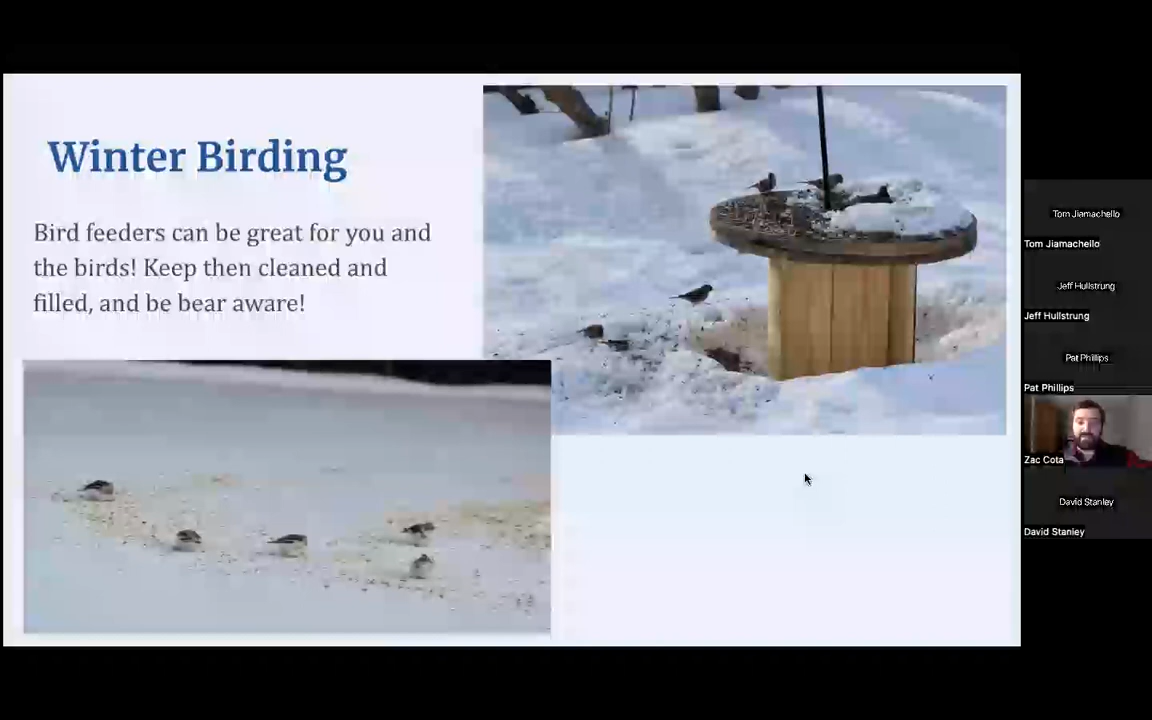 Winter Birding
Bird feeders can be great for you and
the birds! Keep then cleaned and
filled, and be bear aware!
Tom Jiamachello
Tom Jiamachello
Jeff Hullstrung
Jeff Hullstrung
Pat Phillips
Pat Phillips
Zac Cota
David Stanley
David Stanley